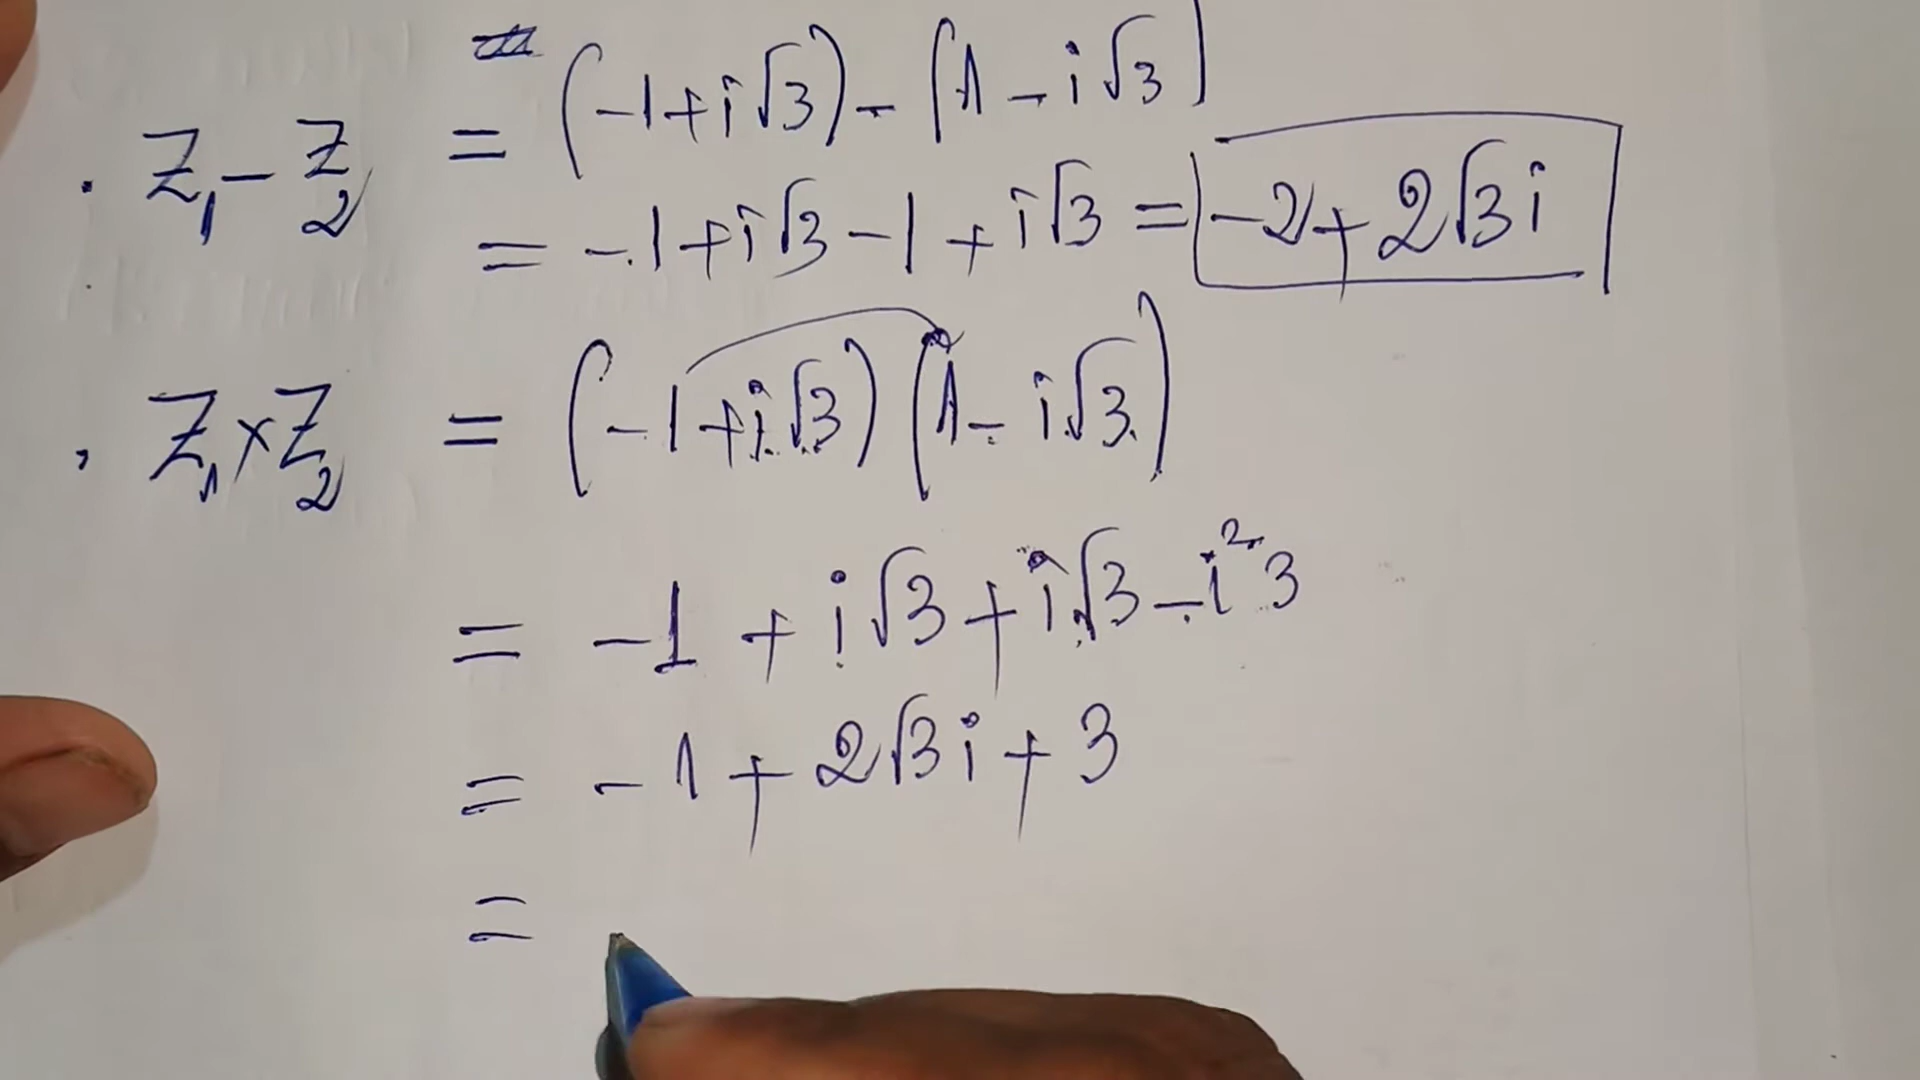 = (-1+i√3) - (1 - i√3)
. Z₁ - Z₂ = -1+i√3 -1 + i√3 = -2+2√3i
. Z₁×Z₂ = (-1+i√3)(1 - i√3)
= -1 + i√3 + i√3 - i²3
= -1 + 2√3i + 3
=